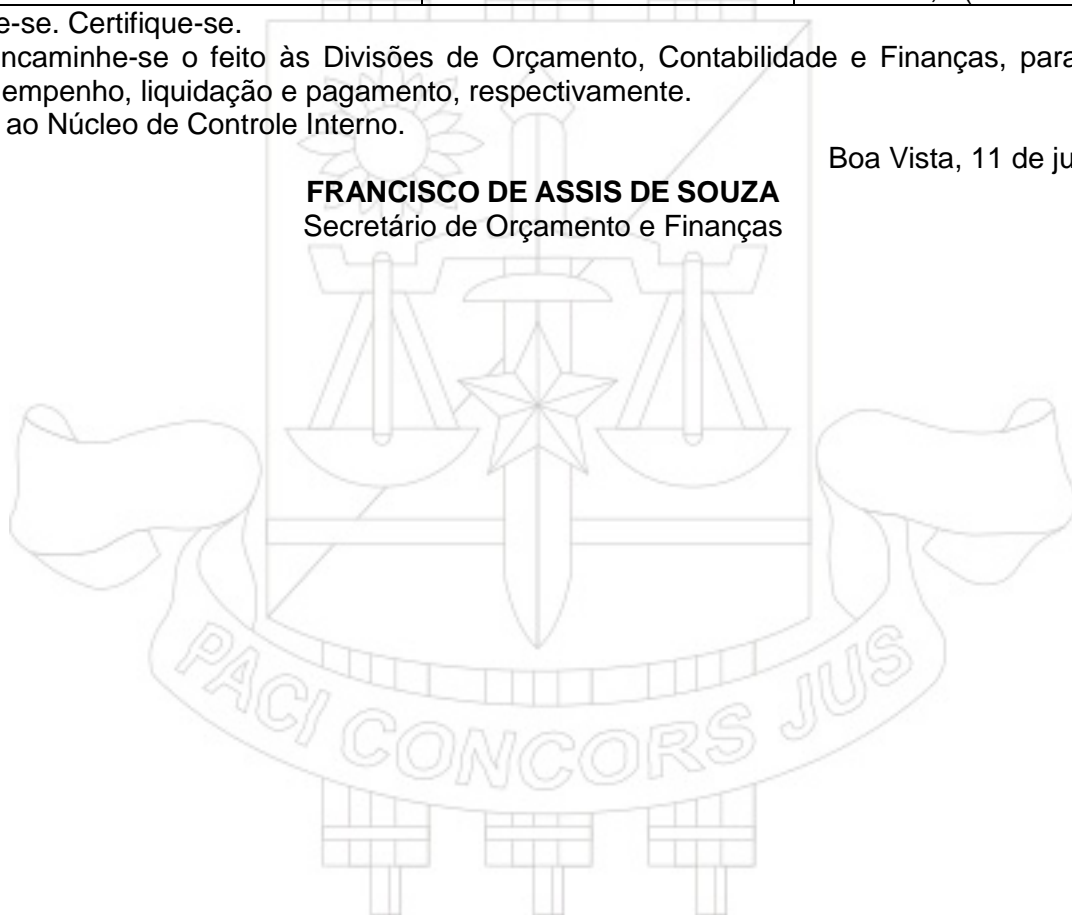 e-se. Certifique-se.
ncaminhe-se o feito às Divisões de Orçamento, Contabilidade e Finanças, para
empenho, liquidação e pagamento, respectivamente.
ao Núcleo de Controle Interno.
Boa Vista, 11 de ju
FRANCISCO DE ASSIS DE SOUZA
Secretário de Orçamento e Finanças
PACI CONCORS JUS